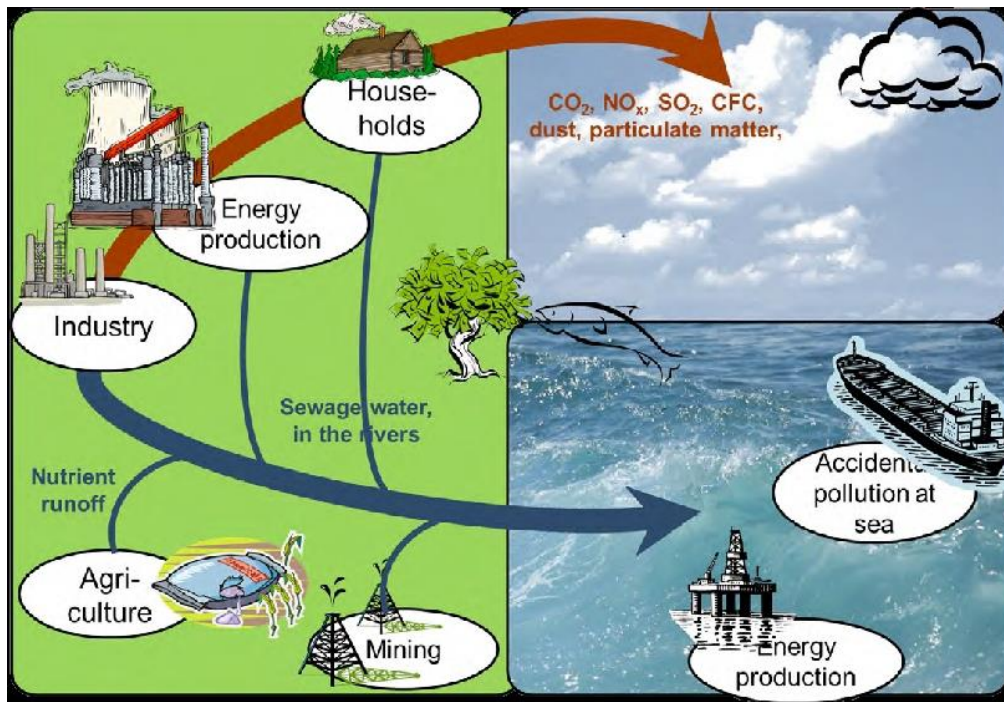 House-
holds
CO₂, NOₓ, SO₂, CFC,
dust, particulate matter,
Energy
production
Industry
Sewage water,
in the rivers
Nutrient
runoff
Agri-
culture
Mining
pollution at
sea
Energy
production